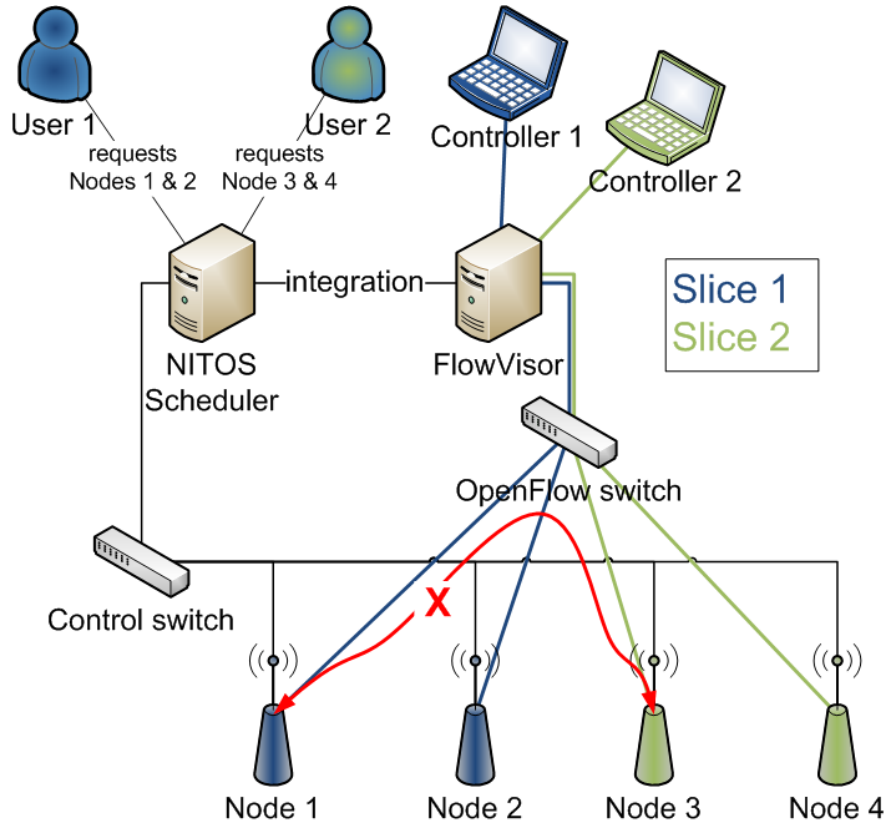 User 1
User 2
Controller 1
Controller 2
requests
Nodes 1 & 2
requests
Node 3 & 4
integration
NITOS
Scheduler
FlowVisor
Slice 1
Slice 2
OpenFlow switch
Control switch
X
Node 1
Node 2
Node 3
Node 4